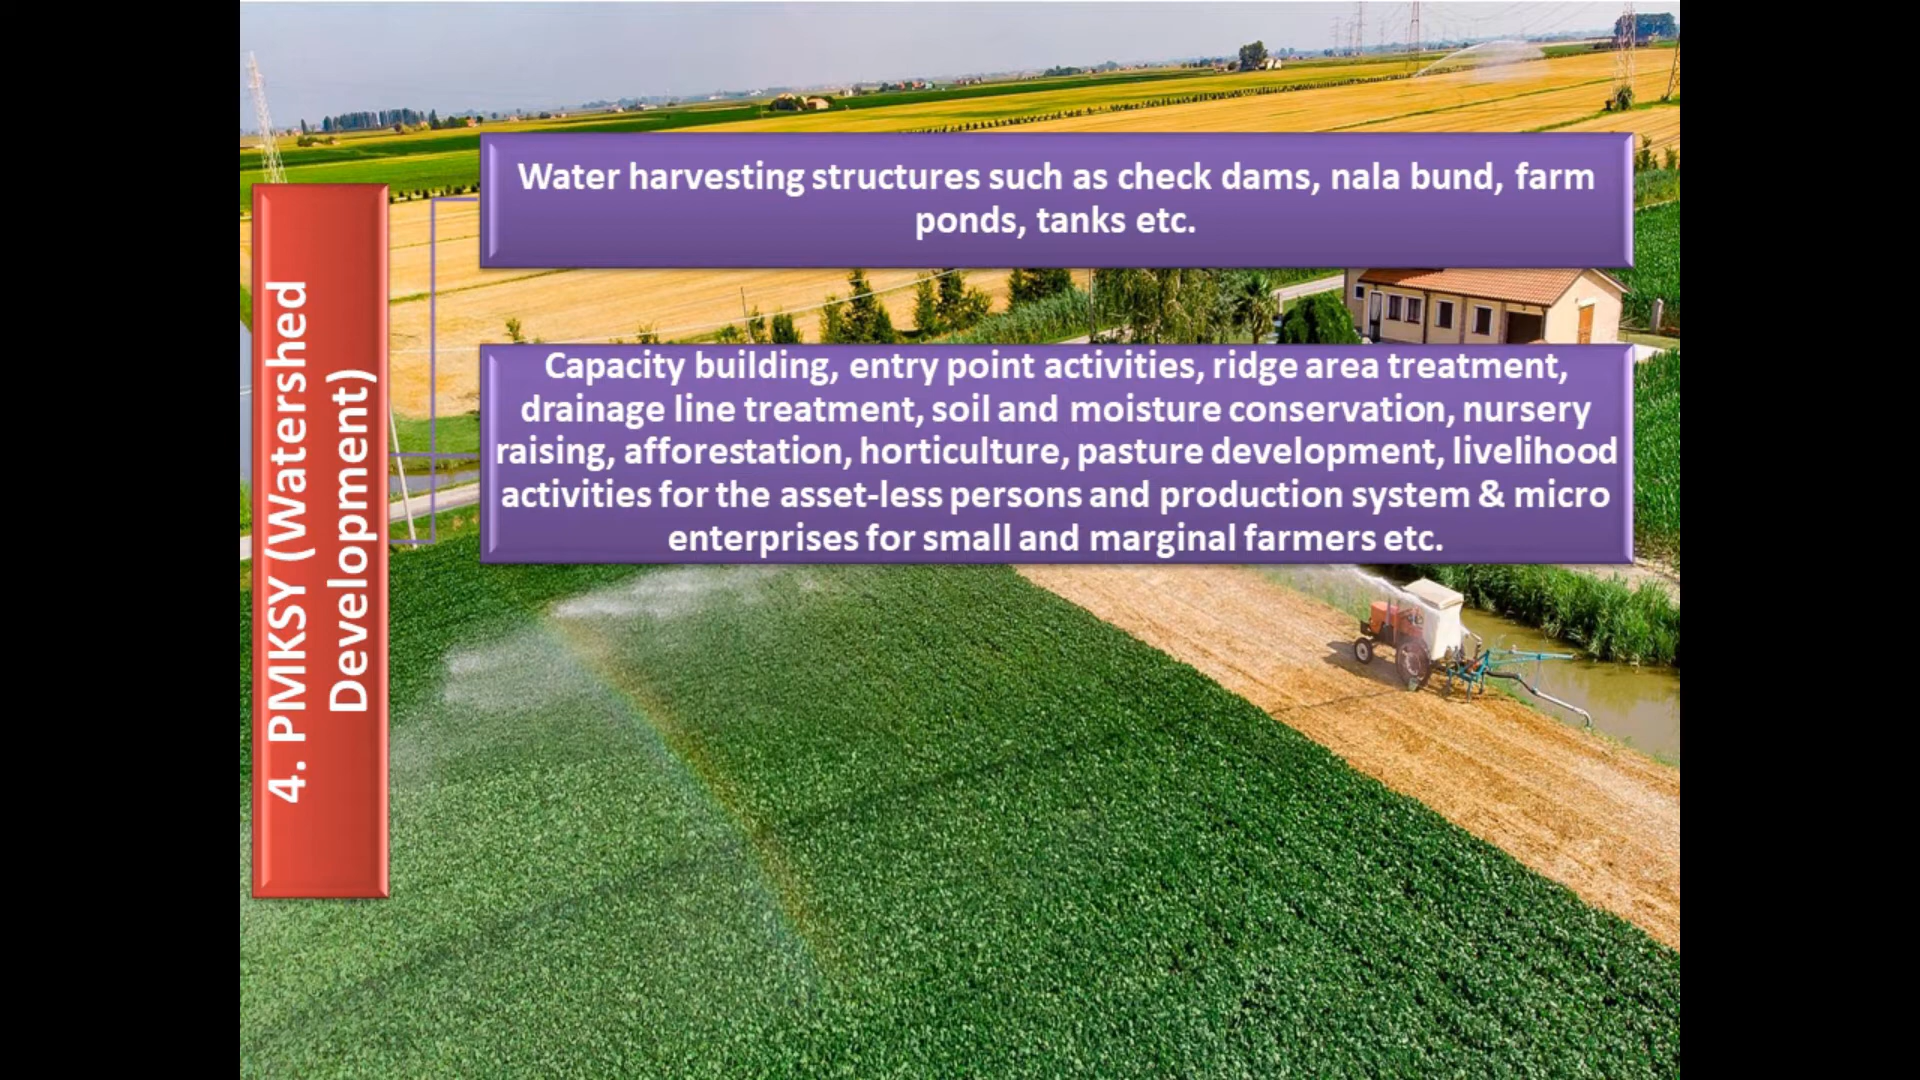 4. PMKSY (Watershed
Development)
Water harvesting structures such as check dams, nala bund, farm
ponds, tanks etc.
Capacity building, entry point activities, ridge area treatment,
drainage line treatment, soil and moisture conservation, nursery
raising, afforestation, horticulture, pasture development, livelihood
activities for the asset-less persons and production system & micro
enterprises for small and marginal farmers etc.